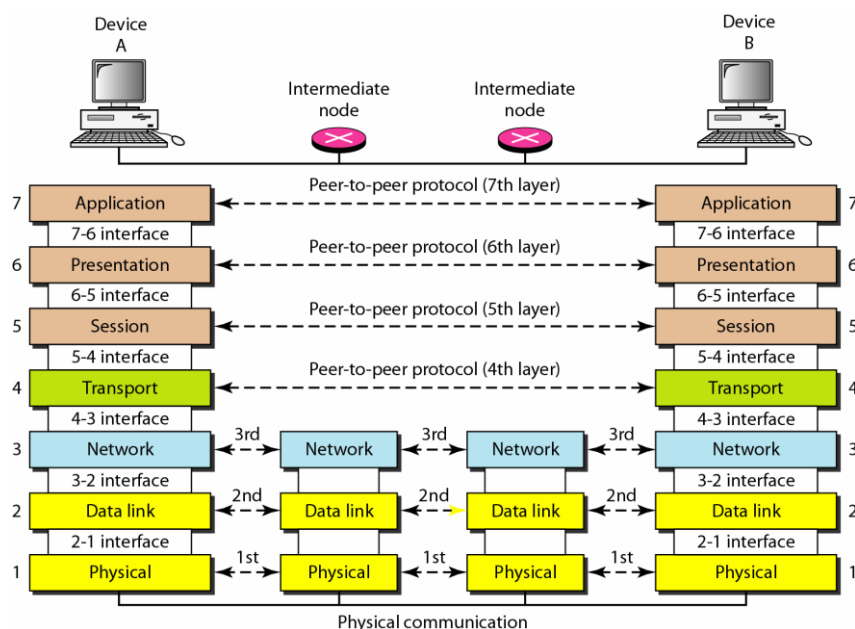 Device
A
Device
B
Intermediate
node
Intermediate
node
Peer-to-peer protocol (7th layer)
7 Application Application 7
7-6 interface 7-6 interface
Peer-to-peer protocol (6th layer)
6 Presentation Presentation 6
6-5 interface 6-5 interface
Peer-to-peer protocol (5th layer)
5 Session Session 5
5-4 interface 5-4 interface
Peer-to-peer protocol (4th layer)
4 Transport Transport 4
4-3 interface 4-3 interface
3 Network 3rd Network 3rd Network 3rd Network 3
3-2 interface 3-2 interface
2 Data link 2nd Data link 2nd Data link 2nd Data link 2
2-1 interface 2-1 interface
1 Physical 1st Physical 1st Physical 1st Physical 1
Physical communication